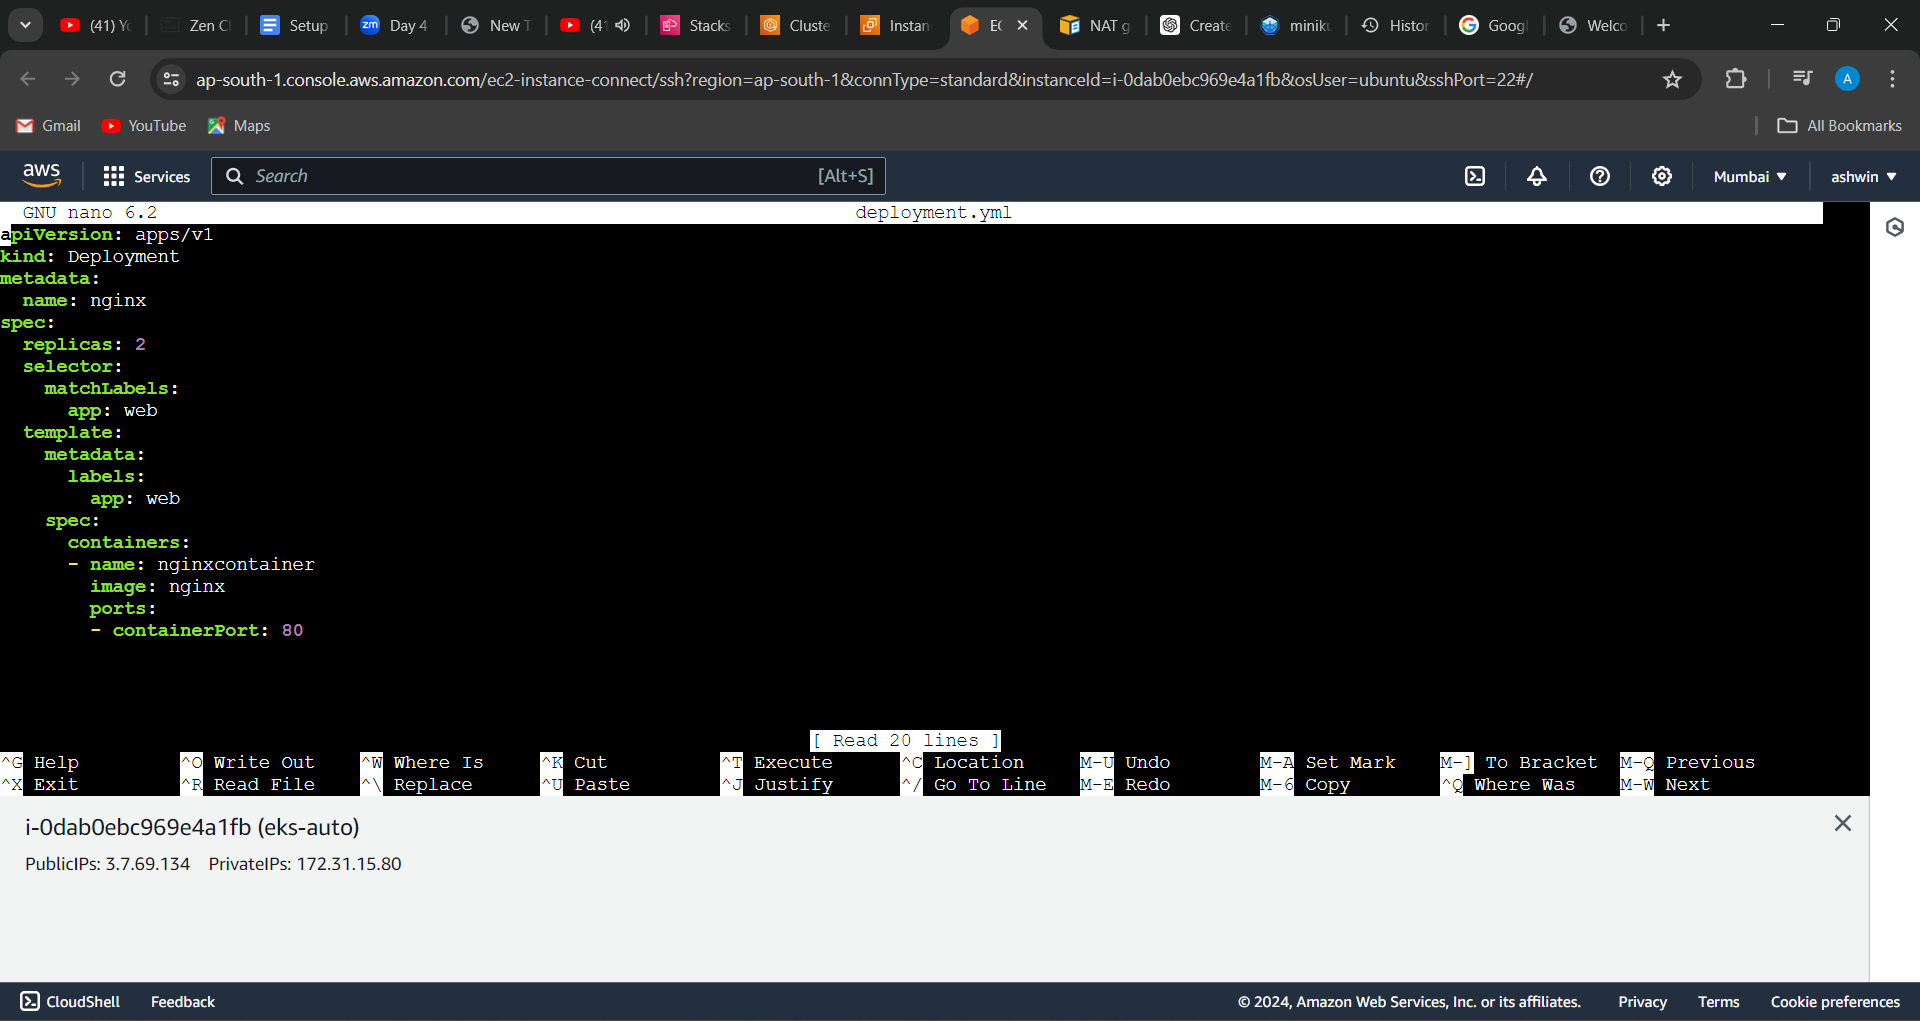 (41) Yo
Zen Cl
Setup
zm Day 4
New T
(41
Stacks
Cluste
Instan
EC
NAT g
Create
minik
Histor
Googl
Welco
ap-south-1.console.aws.amazon.com/ec2-instance-connect/ssh?region=ap-south-1&connType=standard&instanceId=i-0dab0ebc969e4a1fb&osUser=ubuntu&sshPort=22#/
A
Gmail YouTube Maps All Bookmarks
aws Services Search [Alt+S] Mumbai ashwin
GNU nano 6.2 deployment.yml
apiVersion: apps/v1
kind: Deployment
metadata:
  name: nginx
spec:
  replicas: 2
  selector:
    matchLabels:
      app: web
  template:
    metadata:
      labels:
        app: web
    spec:
      containers:
      - name: nginxcontainer
        image: nginx
        ports:
        - containerPort: 80
[ Read 20 lines ]
^G Help ^O Write Out ^W Where Is ^K Cut ^T Execute ^C Location M-U Undo M-A Set Mark M-] To Bracket M-Q Previous
^X Exit ^R Read File ^\ Replace ^U Paste ^J Justify ^/ Go To Line M-E Redo M-6 Copy ^Q Where Was M-W Next
i-0dab0ebc969e4a1fb (eks-auto)
PublicIPs: 3.7.69.134 PrivateIPs: 172.31.15.80
CloudShell Feedback © 2024, Amazon Web Services, Inc. or its affiliates. Privacy Terms Cookie preferences